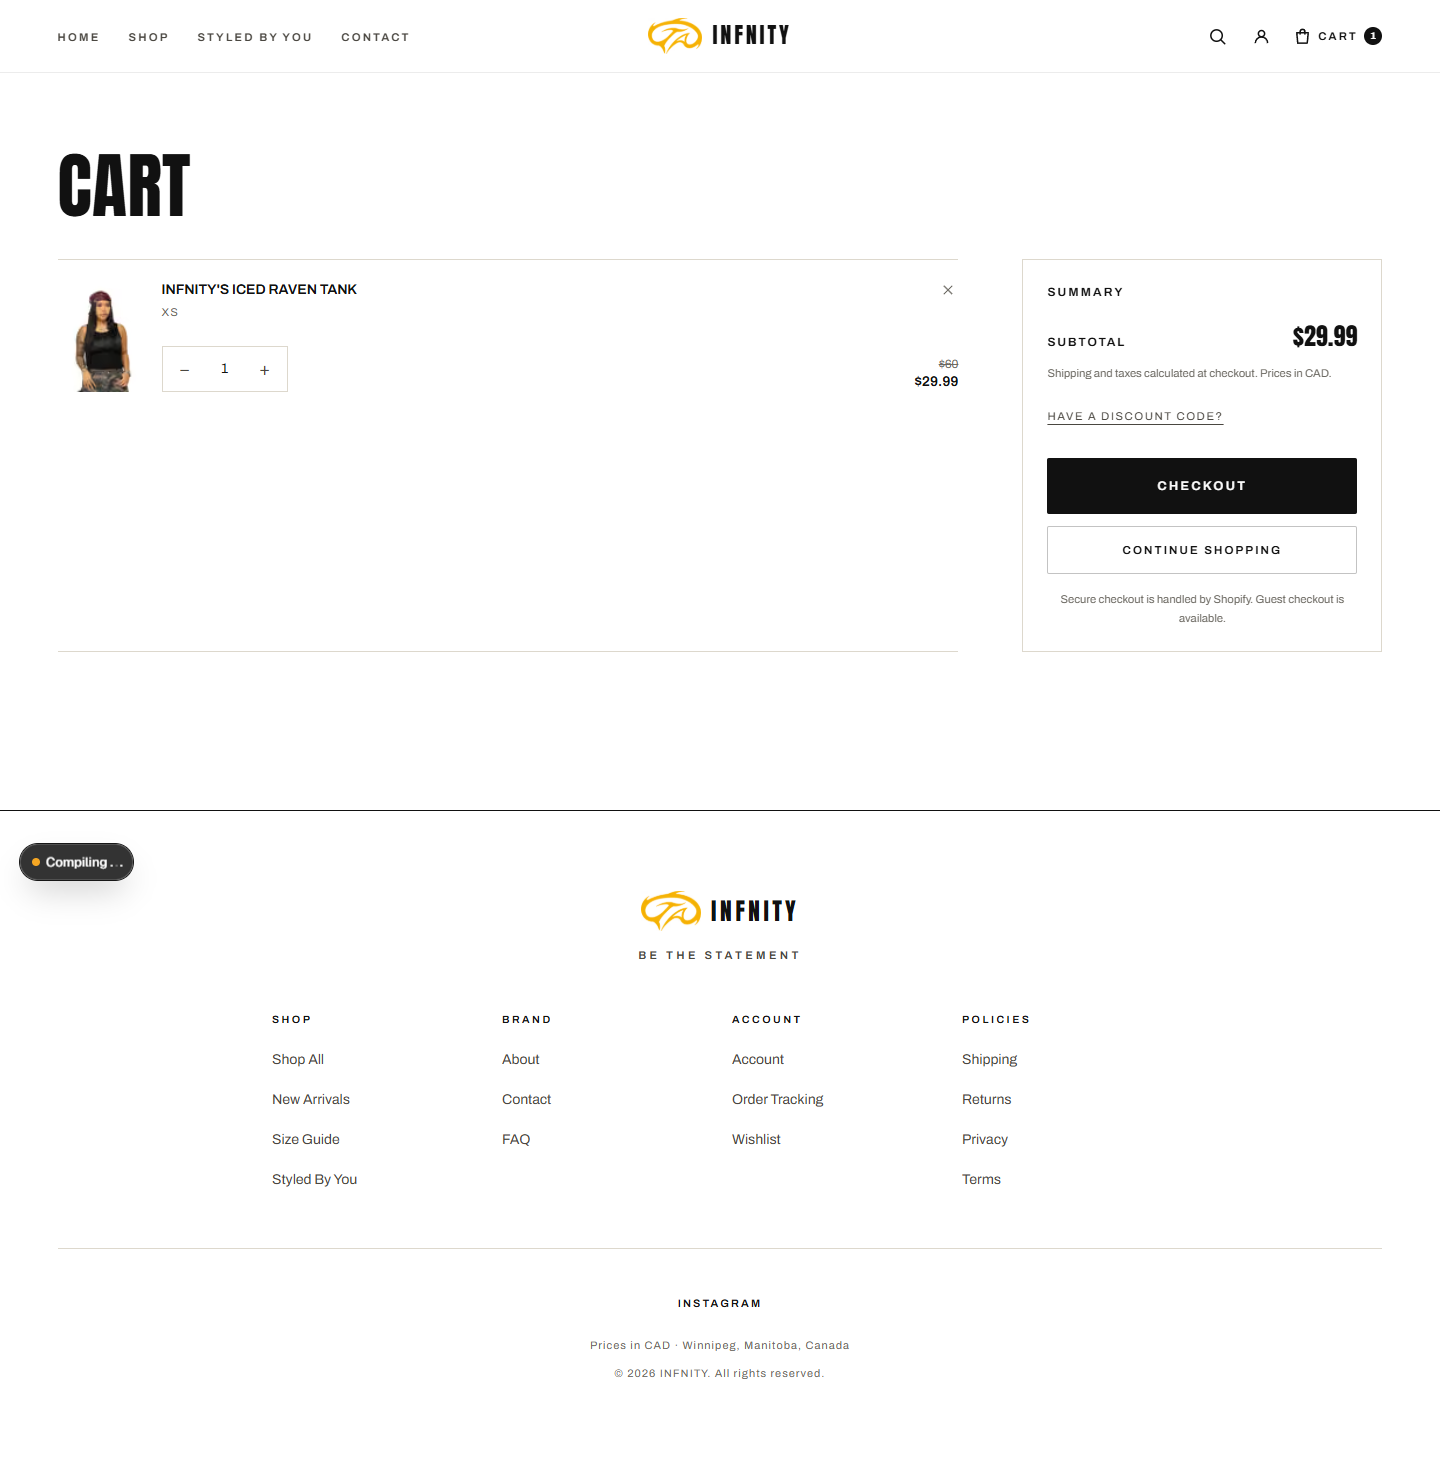 HOME SHOP STYLED BY YOU CONTACT
INFNITY
CART 1
CART
INFNITY'S ICED RAVEN TANK
XS
− 1 +
$60
$29.99
SUMMARY
SUBTOTAL $29.99
Shipping and taxes calculated at checkout. Prices in CAD.
HAVE A DISCOUNT CODE?
CHECKOUT
CONTINUE SHOPPING
Secure checkout is handled by Shopify. Guest checkout is
available.
Compiling ...
INFNITY
BE THE STATEMENT
SHOP
Shop All
New Arrivals
Size Guide
Styled By You
BRAND
About
Contact
FAQ
ACCOUNT
Account
Order Tracking
Wishlist
POLICIES
Shipping
Returns
Privacy
Terms
INSTAGRAM
Prices in CAD · Winnipeg, Manitoba, Canada
© 2026 INFNITY. All rights reserved.